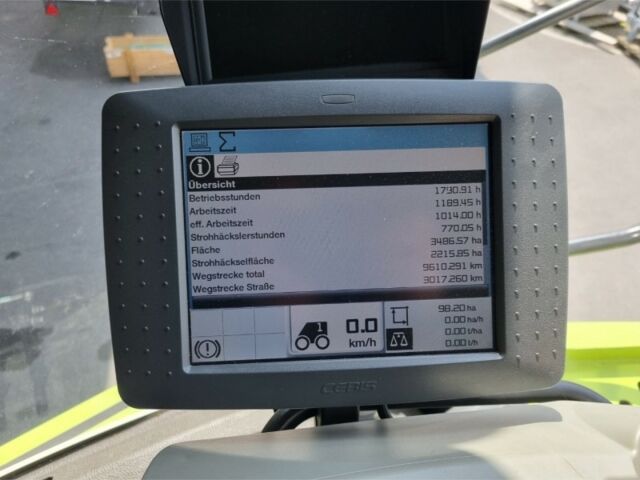 Übersicht
Betriebsstunden 1790.91 h
Arbeitszeit 1189.45 h
eff. Arbeitszeit 1014.00 h
Strohhäckslerstunden 770.05 h
Fläche 3486.57 ha
Strohhäckselfläche 2215.85 ha
Wegstrecke total 9610.291 km
Wegstrecke Straße 3017.260 km
1
0.0
km/h
98.20 ha
0.00 ha/h
0.00 t/ha
0.00 t/h
CEBIS